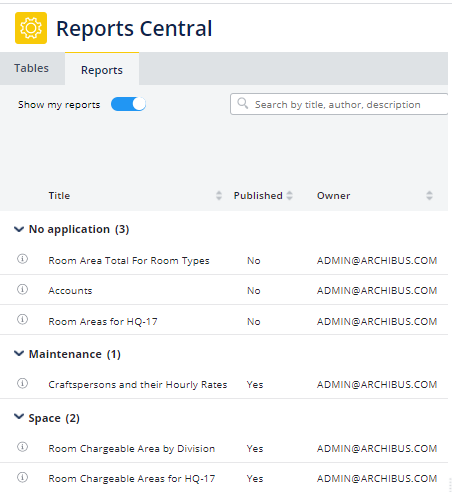 Reports Central
Tables Reports
Show my reports Search by title, author, description
Title Published Owner
No application (3)
Room Area Total For Room Types No ADMIN@ARCHIBUS.COM
Accounts No ADMIN@ARCHIBUS.COM
Room Areas for HQ-17 No ADMIN@ARCHIBUS.COM
Maintenance (1)
Craftspersons and their Hourly Rates Yes ADMIN@ARCHIBUS.COM
Space (2)
Room Chargeable Area by Division Yes ADMIN@ARCHIBUS.COM
Room Chargeable Areas for HQ-17 Yes ADMIN@ARCHIBUS.COM